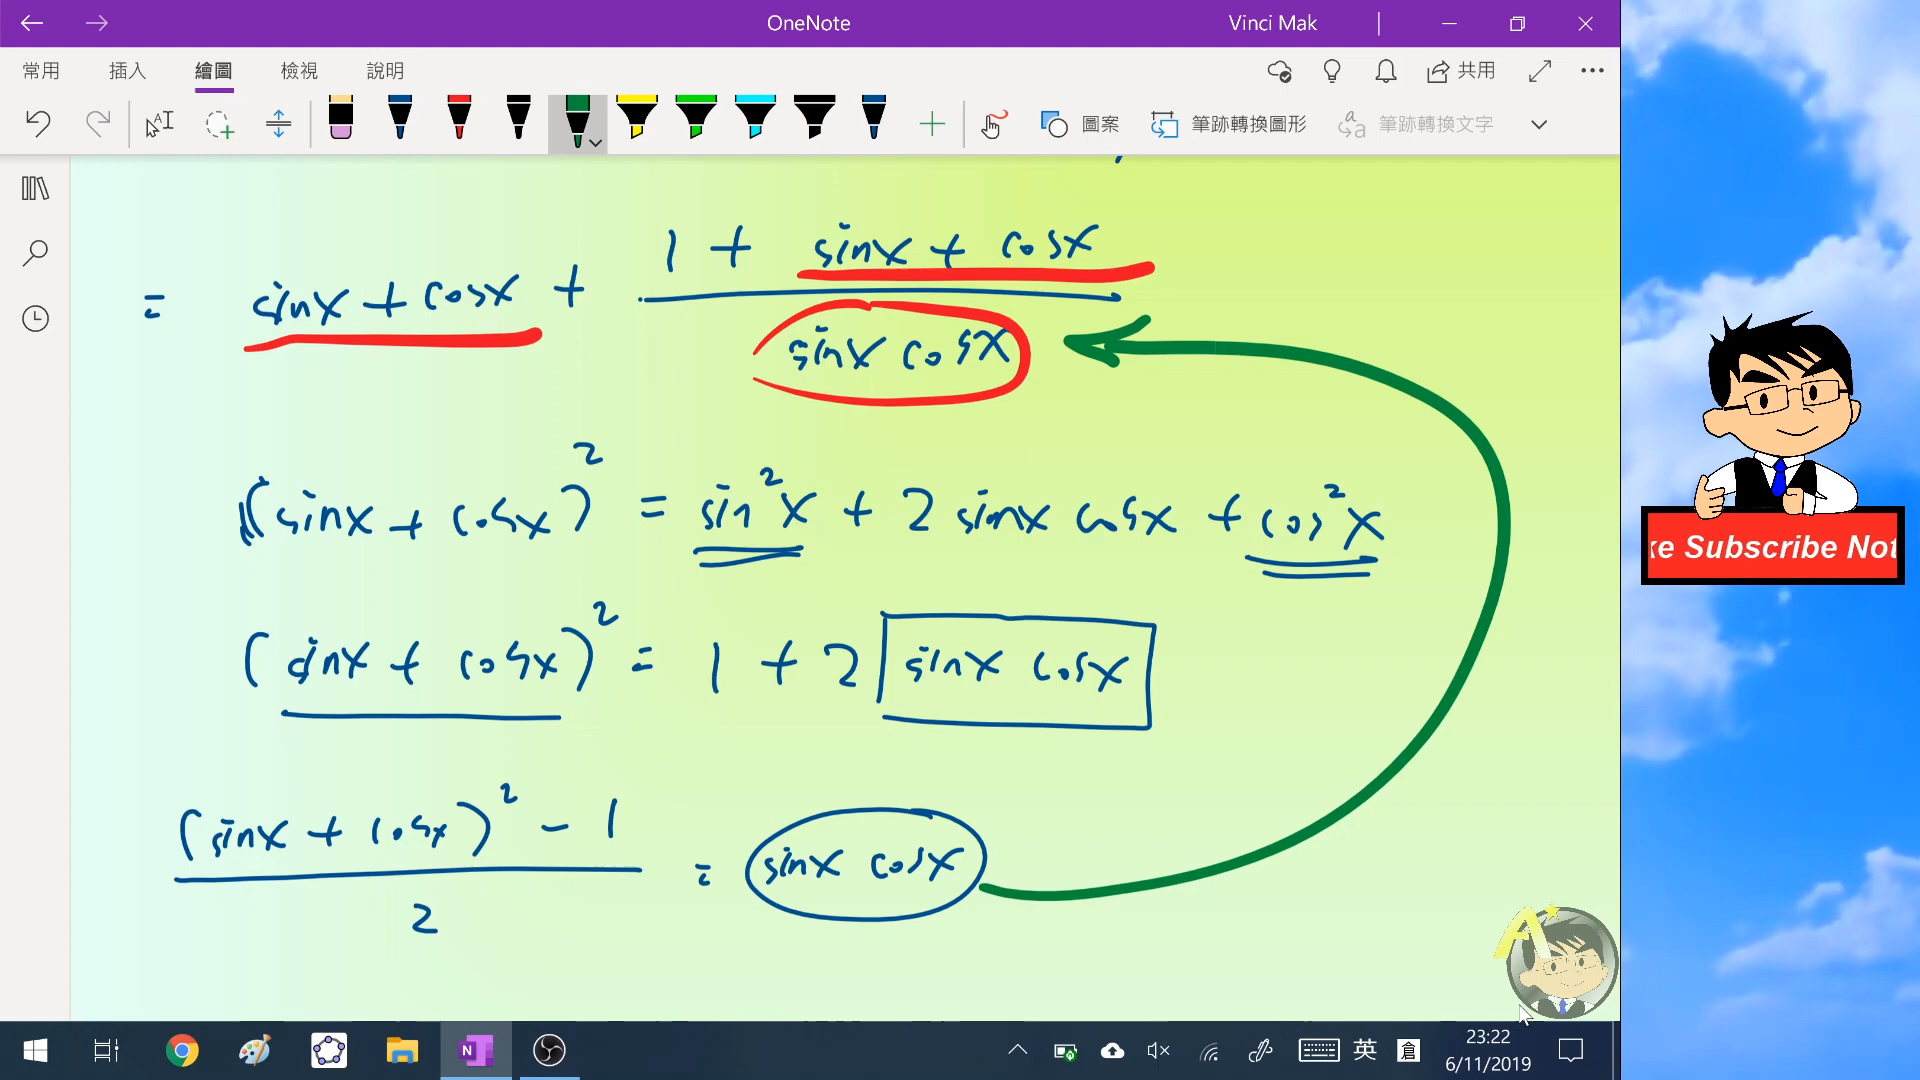 OneNote
Vinci Mak
常用 插入 繪圖 檢視 說明 共用
圖案 筆跡轉換圖形 筆跡轉換文字
= sinx + cosx + (1 + sinx + cosx) / (sinx cosx)
(sinx + cosx)² = sin²x + 2 sinx cosx + cos²x
(sinx + cosx)² = 1 + 2 sinx cosx
((sinx + cosx)² - 1) / 2 = sinx cosx
ke Subscribe Not
A
英 倉
23:22
6/11/2019